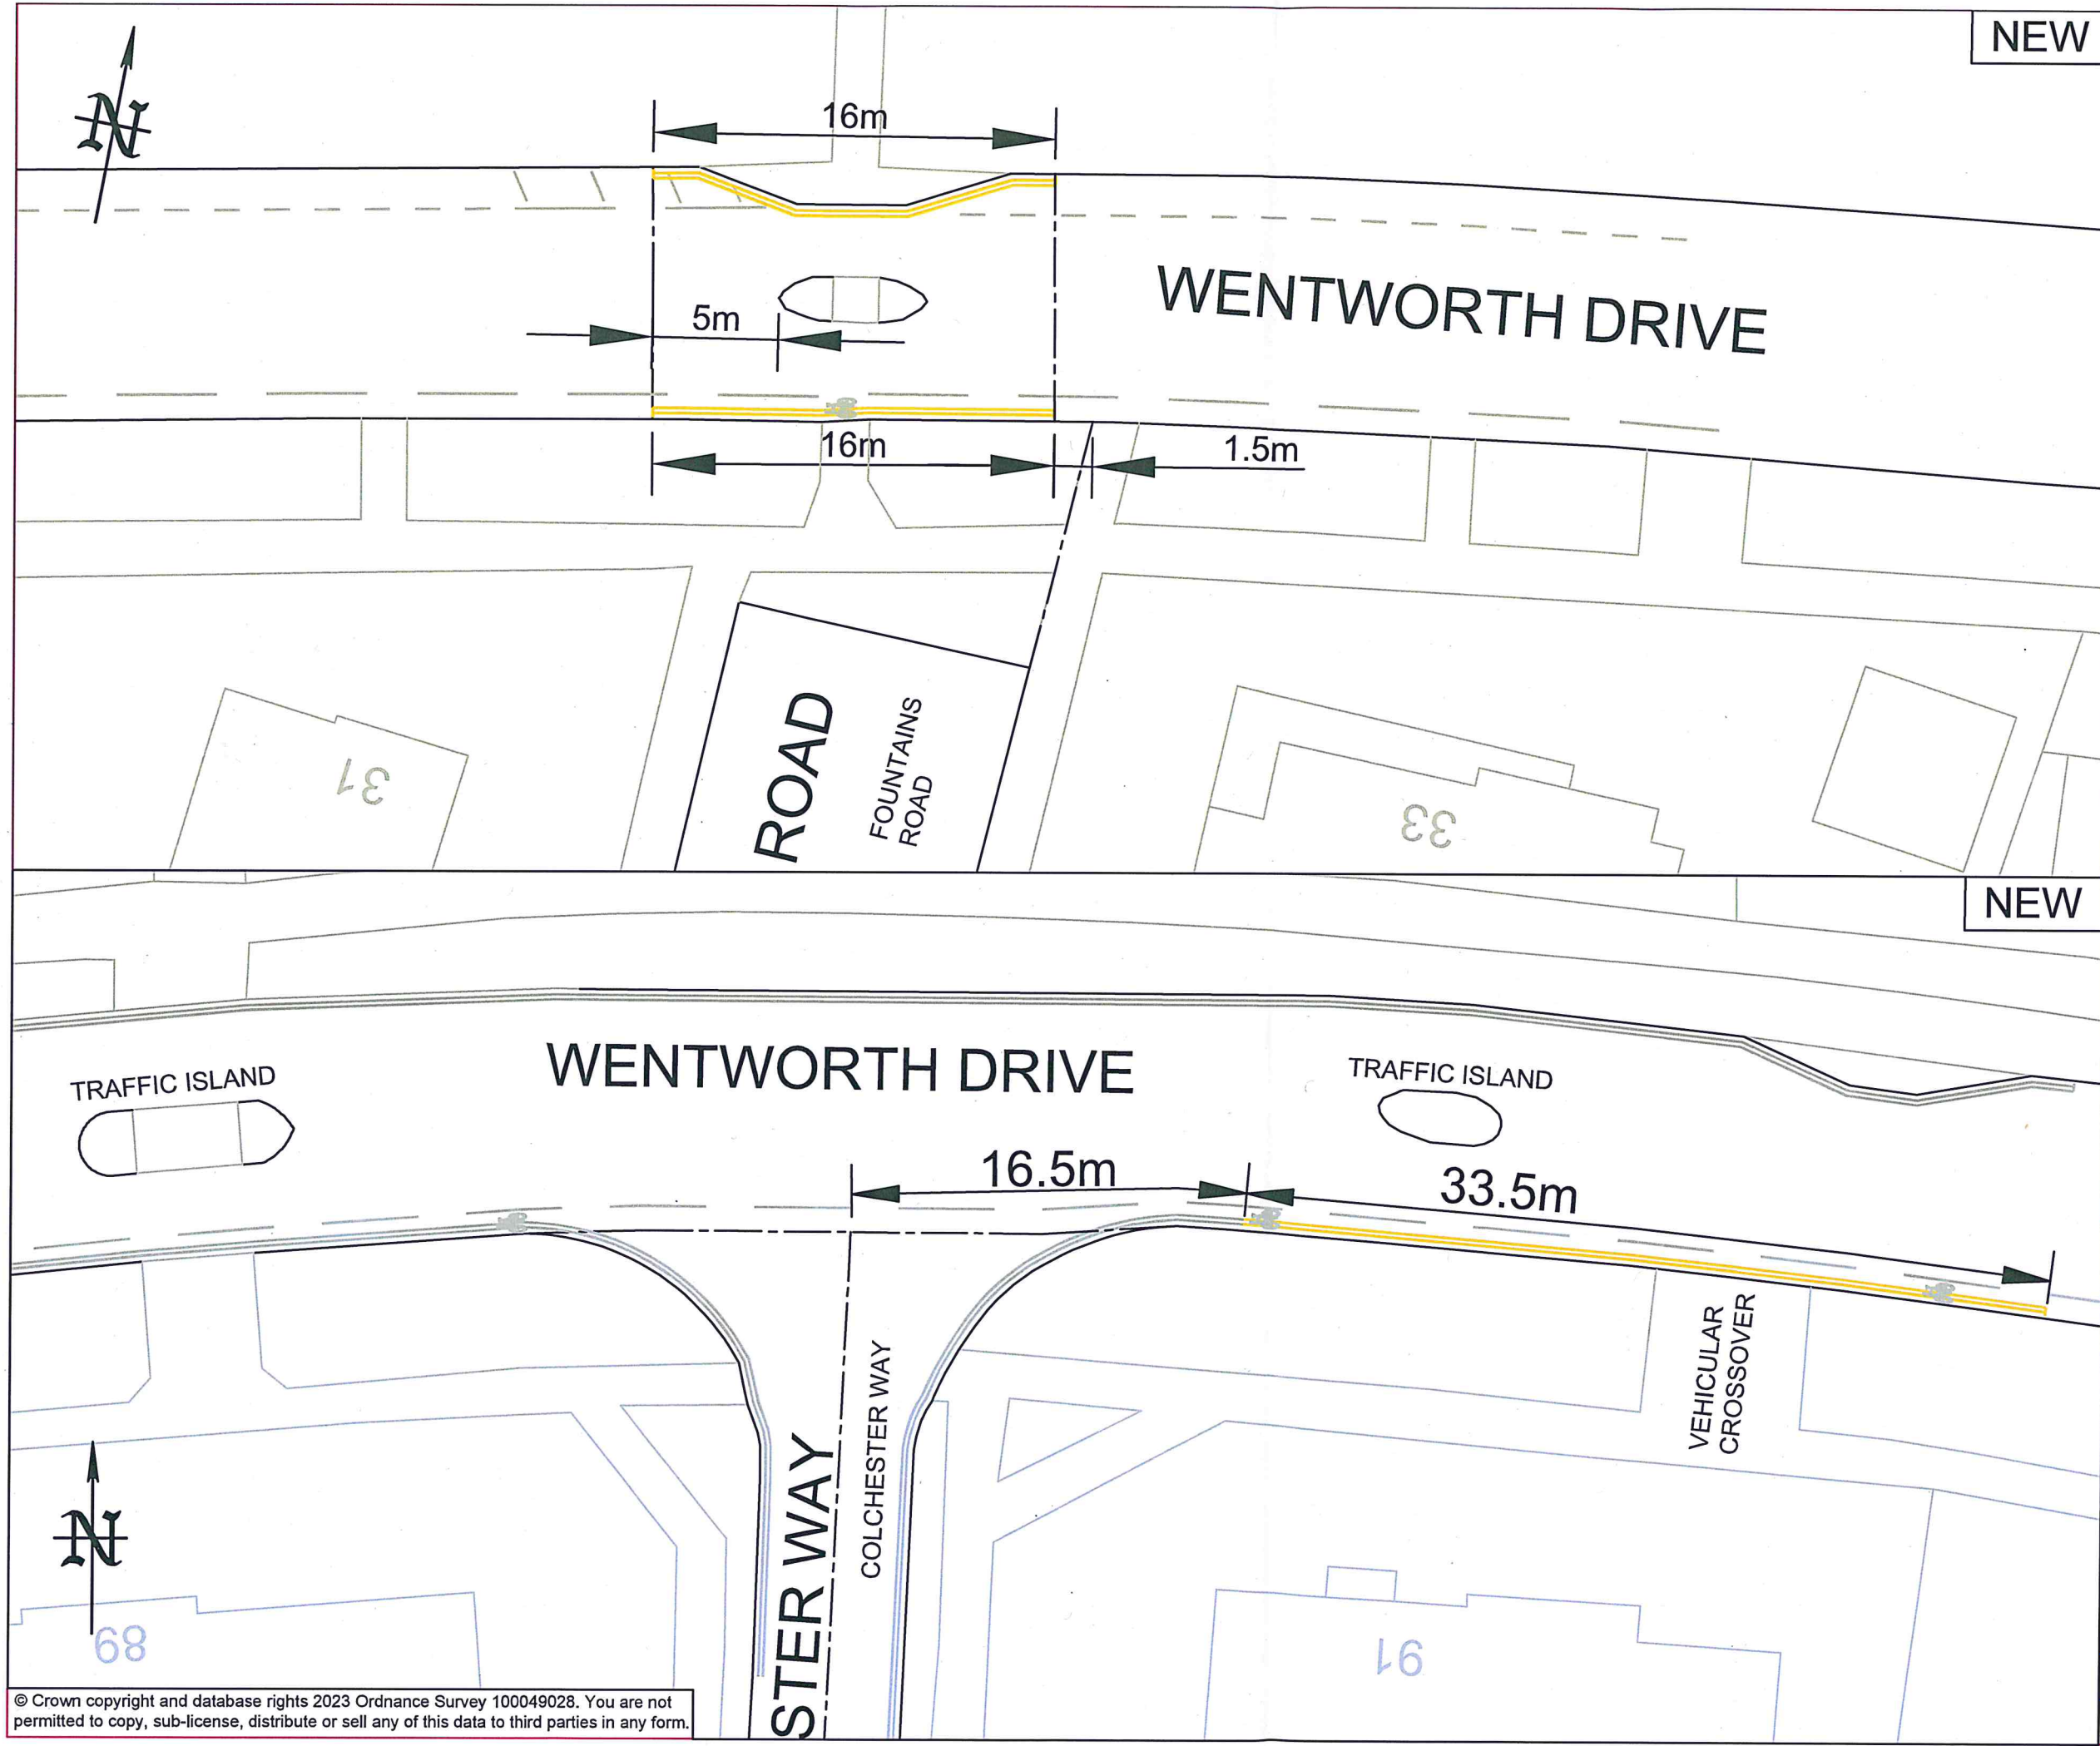 NEW
N
16m
WENTWORTH DRIVE
5m
16m
1.5m
ROAD
FOUNTAINS
ROAD
31
33
NEW
WENTWORTH DRIVE
TRAFFIC ISLAND
TRAFFIC ISLAND
16.5m
33.5m
VEHICULAR
CROSSOVER
COLCHESTER WAY
STER WAY
N
89
91
© Crown copyright and database rights 2023 Ordnance Survey 100049028. You are not
permitted to copy, sub-license, distribute or sell any of this data to third parties in any form.